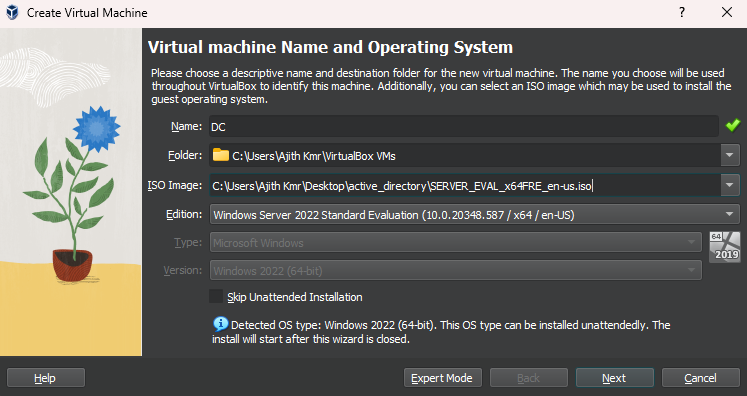 Create Virtual Machine
?
Virtual machine Name and Operating System
Please choose a descriptive name and destination folder for the new virtual machine. The name you choose will be used
throughout VirtualBox to identify this machine. Additionally, you can select an ISO image which may be used to install the
guest operating system.
Name: DC
Folder: C:\Users\Ajith Kmr\VirtualBox VMs
ISO Image: C:\Users\Ajith Kmr\Desktop\active_directory\SERVER_EVAL_x64FRE_en-us.iso
Edition: Windows Server 2022 Standard Evaluation (10.0.20348.587 / x64 / en-US)
Type: Microsoft Windows
64
2019
Version: Windows 2022 (64-bit)
Skip Unattended Installation
Detected OS type: Windows 2022 (64-bit). This OS type can be installed unattendedly. The
install will start after this wizard is closed.
Help Expert Mode Back Next Cancel